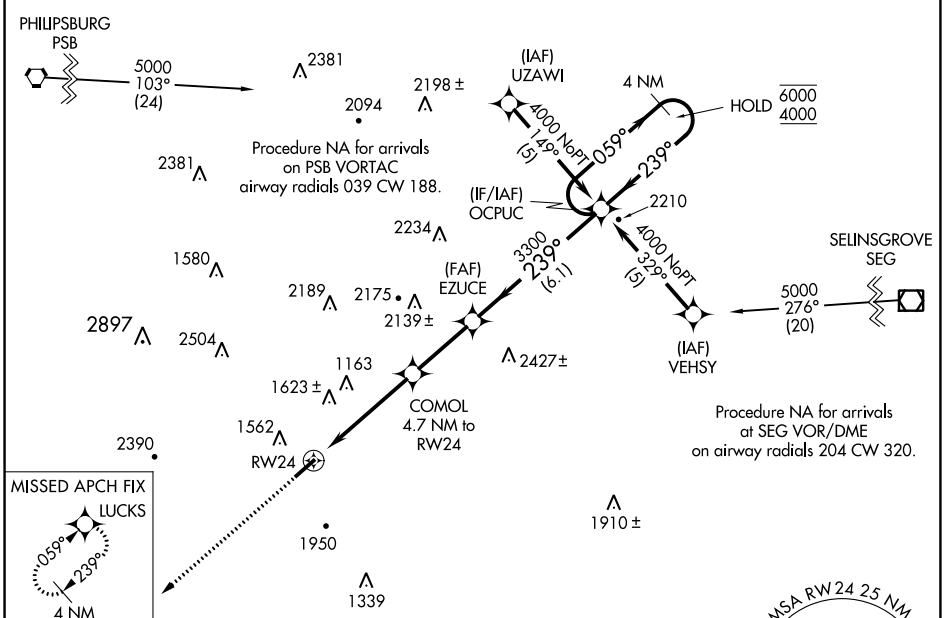 PHILIPSBURG
PSB
5000
103°
(24)
2381
2198 ±
2094
Procedure NA for arrivals
on PSB VORTAC
airway radials 039 CW 188.
(IAF)
UZAWI
4000 NoPT
149°
(5)
4 NM
HOLD
6000
4000
059°
239°
(IF/IAF)
OCPUC
2210
2381
2234
1580
4000 NoPT
329°
(5)
SELINSGROVE
SEG
5000
276°
(20)
(IAF)
VEHSY
3300
239°
(6.1)
(FAF)
EZUCE
2189
2175
2139 ±
2897
2504
2427 ±
1163
1623 ±
COMOL
4.7 NM to
RW24
Procedure NA for arrivals
at SEG VOR/DME
on airway radials 204 CW 320.
1562
2390
RW24
MISSED APCH FIX
LUCKS
059°
239°
4 NM
1950
1910 ±
1339
MSA RW24 25 NM